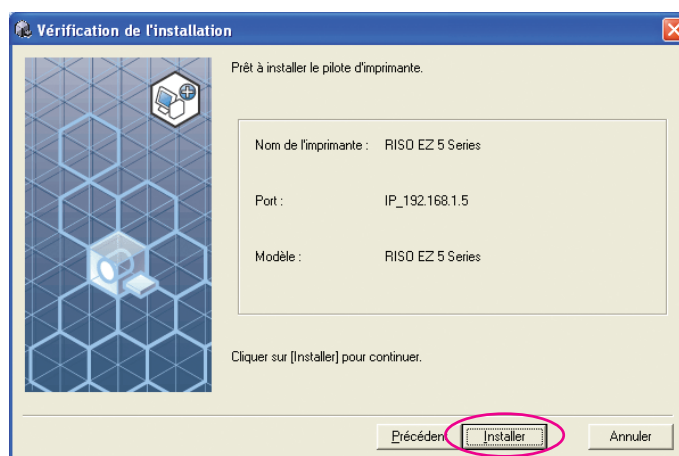 Vérification de l'installation
Prêt à installer le pilote d'imprimante.
Nom de l'imprimante : RISO EZ 5 Series
Port : IP_192.168.1.5
Modèle : RISO EZ 5 Series
Cliquer sur [Installer] pour continuer.
Précéden Installer Annuler